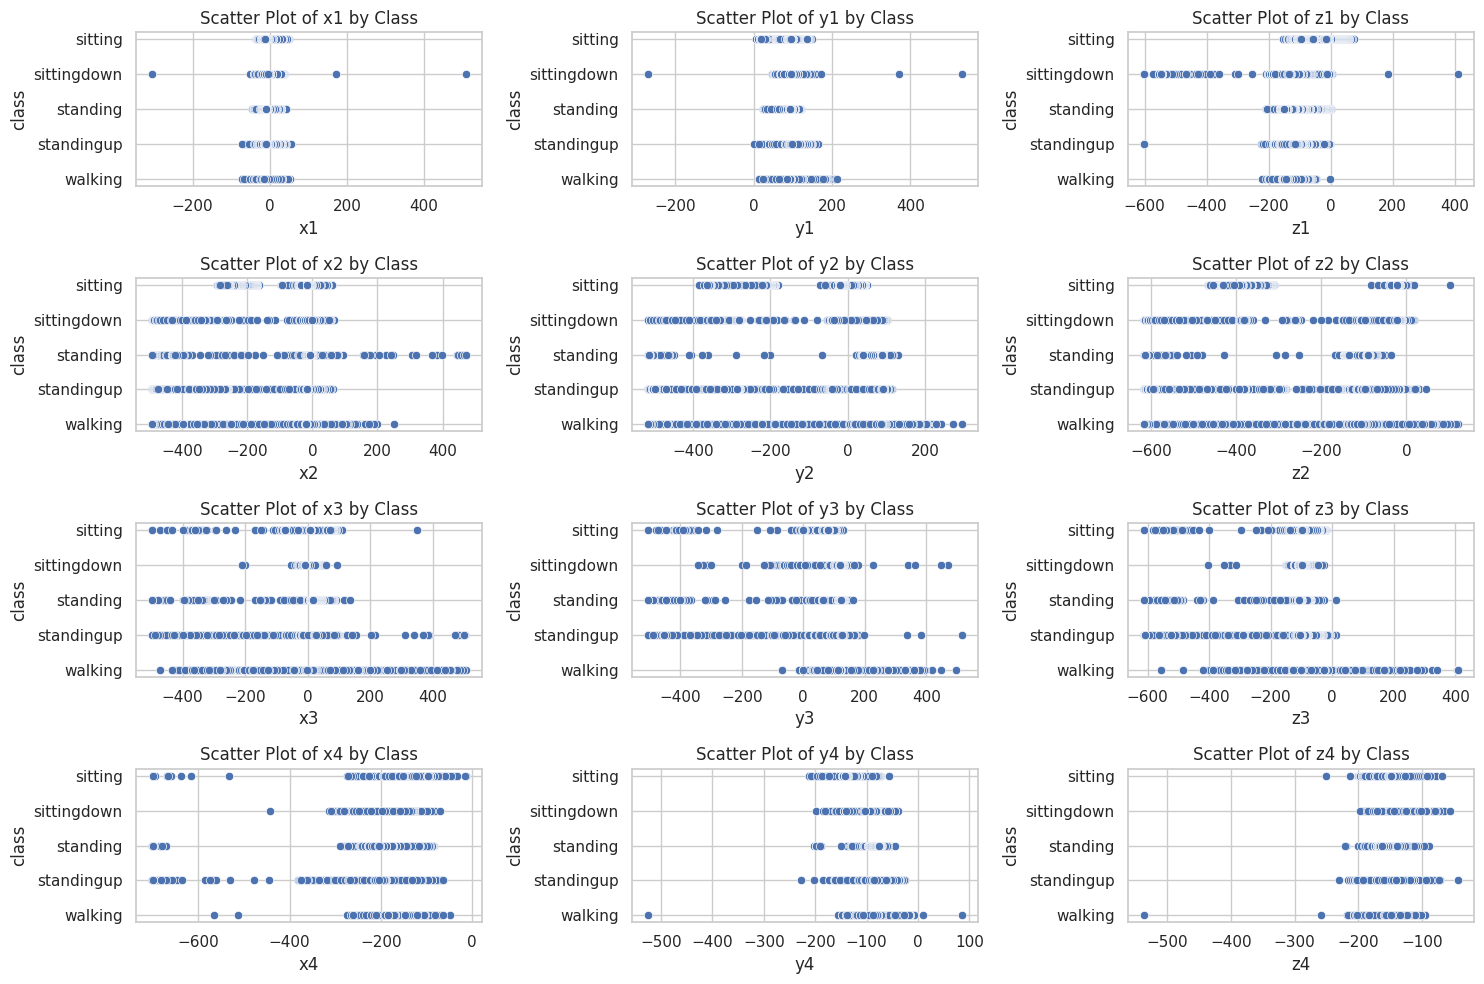 Scatter Plot of x1 by Class
class
sitting
sittingdown
standing
standingup
walking
−200 0 200 400
x1
Scatter Plot of y1 by Class
class
sitting
sittingdown
standing
standingup
walking
−200 0 200 400
y1
Scatter Plot of z1 by Class
class
sitting
sittingdown
standing
standingup
walking
−600 −400 −200 0 200 400
z1
Scatter Plot of x2 by Class
class
sitting
sittingdown
standing
standingup
walking
−400 −200 0 200 400
x2
Scatter Plot of y2 by Class
class
sitting
sittingdown
standing
standingup
walking
−400 −200 0 200
y2
Scatter Plot of z2 by Class
class
sitting
sittingdown
standing
standingup
walking
−600 −400 −200 0
z2
Scatter Plot of x3 by Class
class
sitting
sittingdown
standing
standingup
walking
−400 −200 0 200 400
x3
Scatter Plot of y3 by Class
class
sitting
sittingdown
standing
standingup
walking
−400 −200 0 200 400
y3
Scatter Plot of z3 by Class
class
sitting
sittingdown
standing
standingup
walking
−600 −400 −200 0 200 400
z3
Scatter Plot of x4 by Class
class
sitting
sittingdown
standing
standingup
walking
−600 −400 −200 0
x4
Scatter Plot of y4 by Class
class
sitting
sittingdown
standing
standingup
walking
−500 −400 −300 −200 −100 0 100
y4
Scatter Plot of z4 by Class
class
sitting
sittingdown
standing
standingup
walking
−500 −400 −300 −200 −100
z4